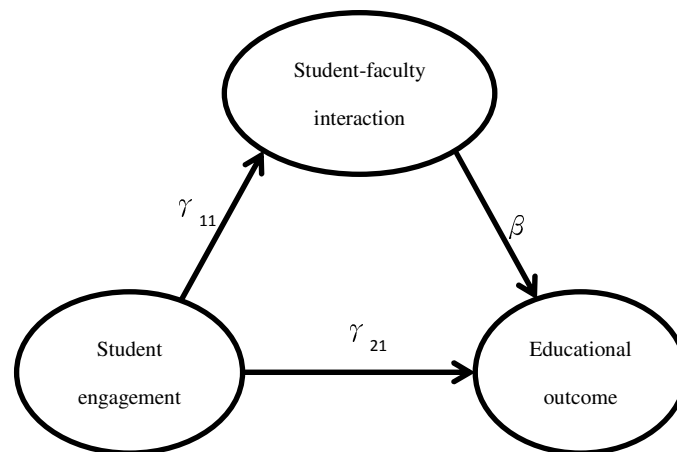 Student-faculty
interaction
γ 11
β
Student
engagement
γ 21
Educational
outcome